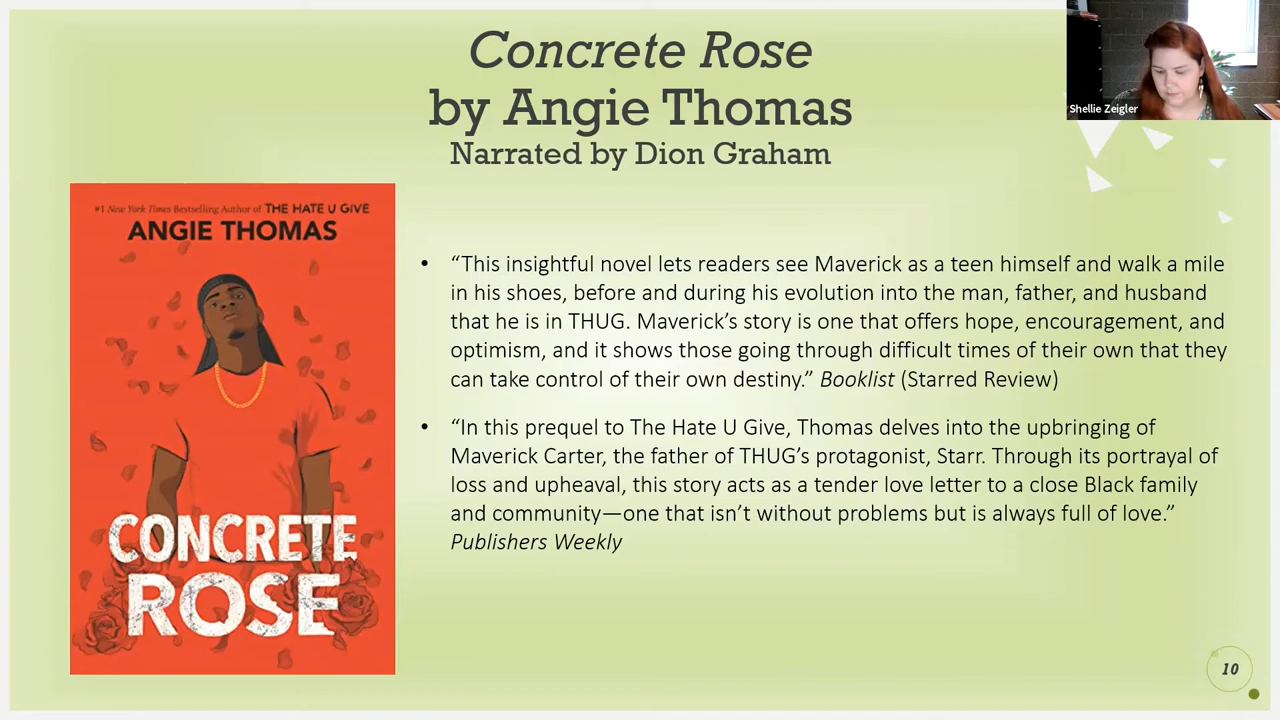 Concrete Rose
by Angie Thomas
Narrated by Dion Graham
Shellie Zeigler
#1 New York Times Bestselling Author of THE HATE U GIVE
ANGIE THOMAS
CONCRETE
ROSE
• “This insightful novel lets readers see Maverick as a teen himself and walk a mile
in his shoes, before and during his evolution into the man, father, and husband
that he is in THUG. Maverick’s story is one that offers hope, encouragement, and
optimism, and it shows those going through difficult times of their own that they
can take control of their own destiny.” Booklist (Starred Review)
• “In this prequel to The Hate U Give, Thomas delves into the upbringing of
Maverick Carter, the father of THUG’s protagonist, Starr. Through its portrayal of
loss and upheaval, this story acts as a tender love letter to a close Black family
and community—one that isn’t without problems but is always full of love.”
Publishers Weekly
10